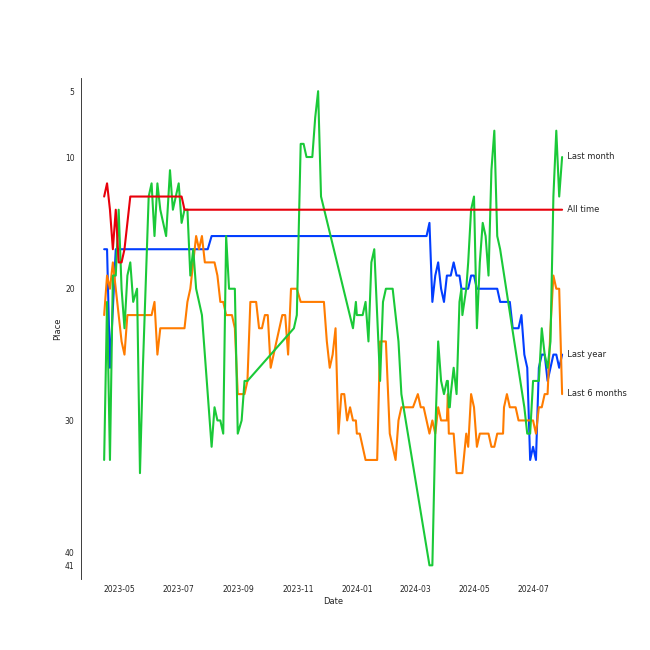 5
10
20
30
40
41
Place
Last month
All time
Last year
Last 6 months
2023-05
2023-07
2023-09
2023-11
2024-01
2024-03
2024-05
2024-07
Date